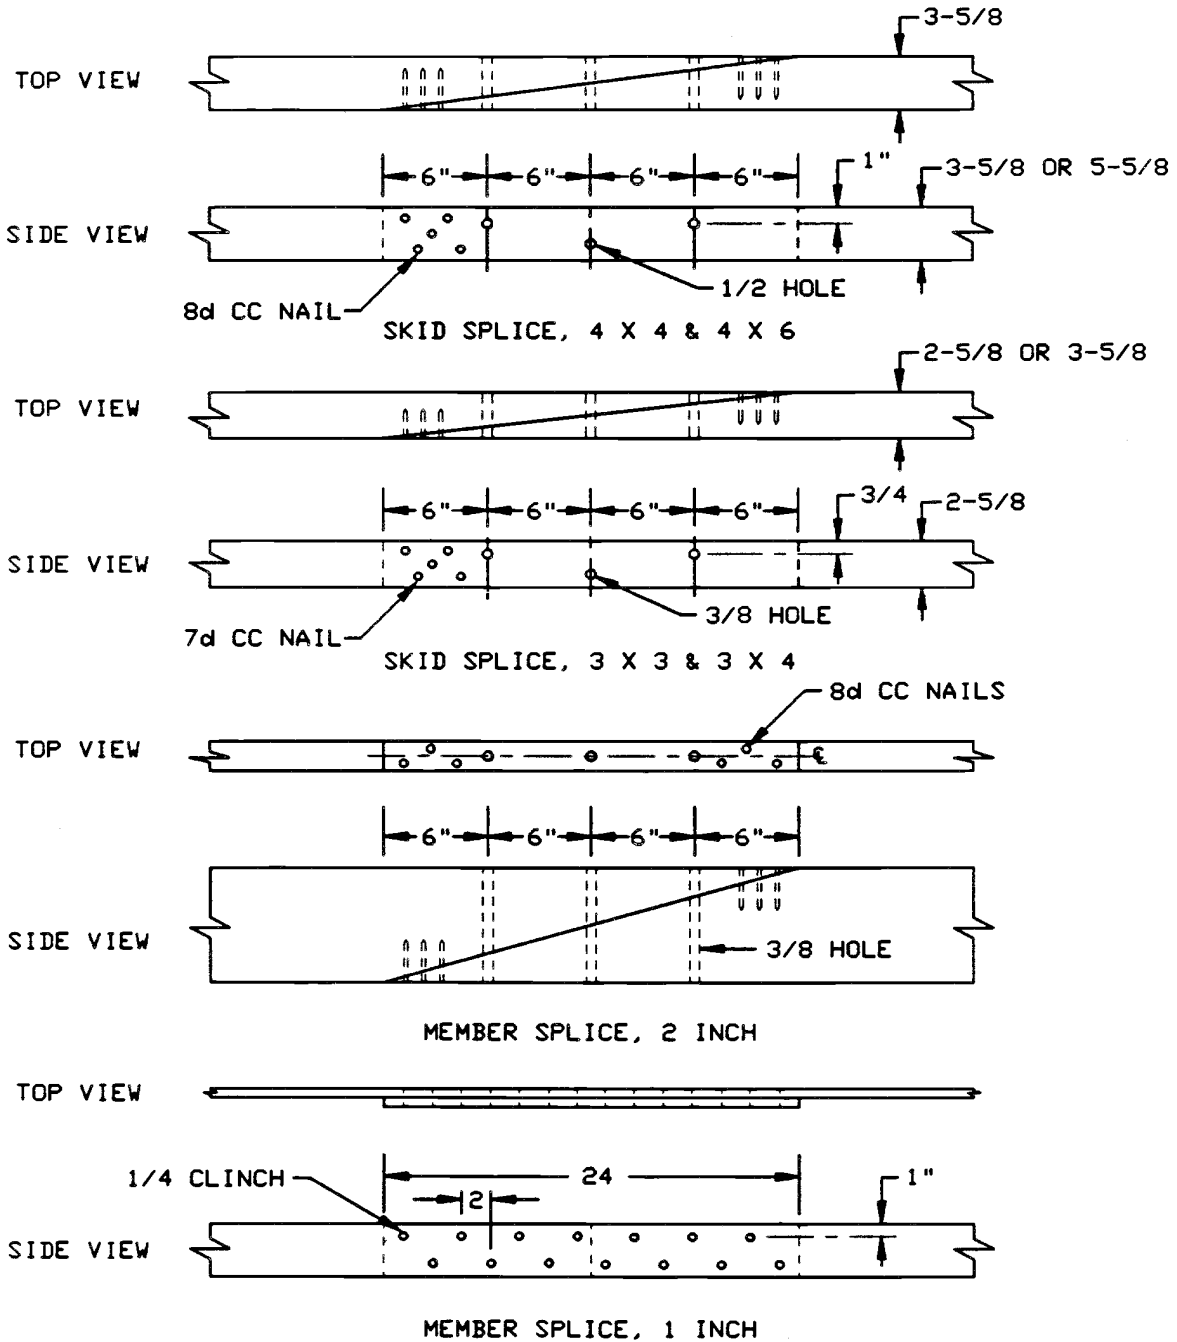 3-5/8
TOP VIEW
6" 6" 6" 6" 1" 3-5/8 OR 5-5/8
SIDE VIEW
1/2 HOLE
8d CC NAIL
SKID SPLICE, 4 X 4 & 4 X 6
2-5/8 OR 3-5/8
TOP VIEW
6" 6" 6" 6" 3/4 2-5/8
SIDE VIEW
3/8 HOLE
7d CC NAIL
SKID SPLICE, 3 X 3 & 3 X 4
8d CC NAILS
TOP VIEW
℄
6" 6" 6" 6"
SIDE VIEW
3/8 HOLE
MEMBER SPLICE, 2 INCH
TOP VIEW
1/4 CLINCH 24 1"
2
SIDE VIEW
MEMBER SPLICE, 1 INCH